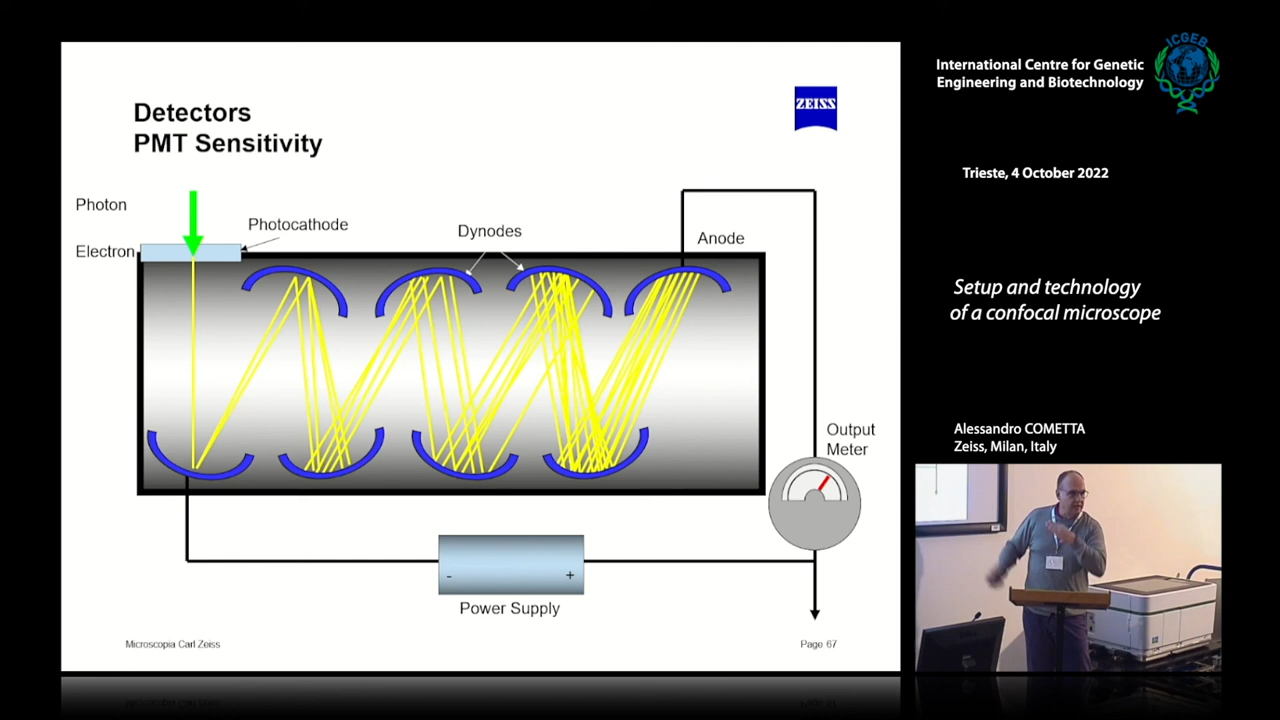 Detectors
PMT Sensitivity
ZEISS
Photon
Photocathode
Electron
Dynodes
Anode
Output
Meter
-
+
Power Supply
Microscopia Carl Zeiss
Page 67
International Centre for Genetic
Engineering and Biotechnology
ICGEB
Trieste, 4 October 2022
Setup and technology
of a confocal microscope
Alessandro COMETTA
Zeiss, Milan, Italy